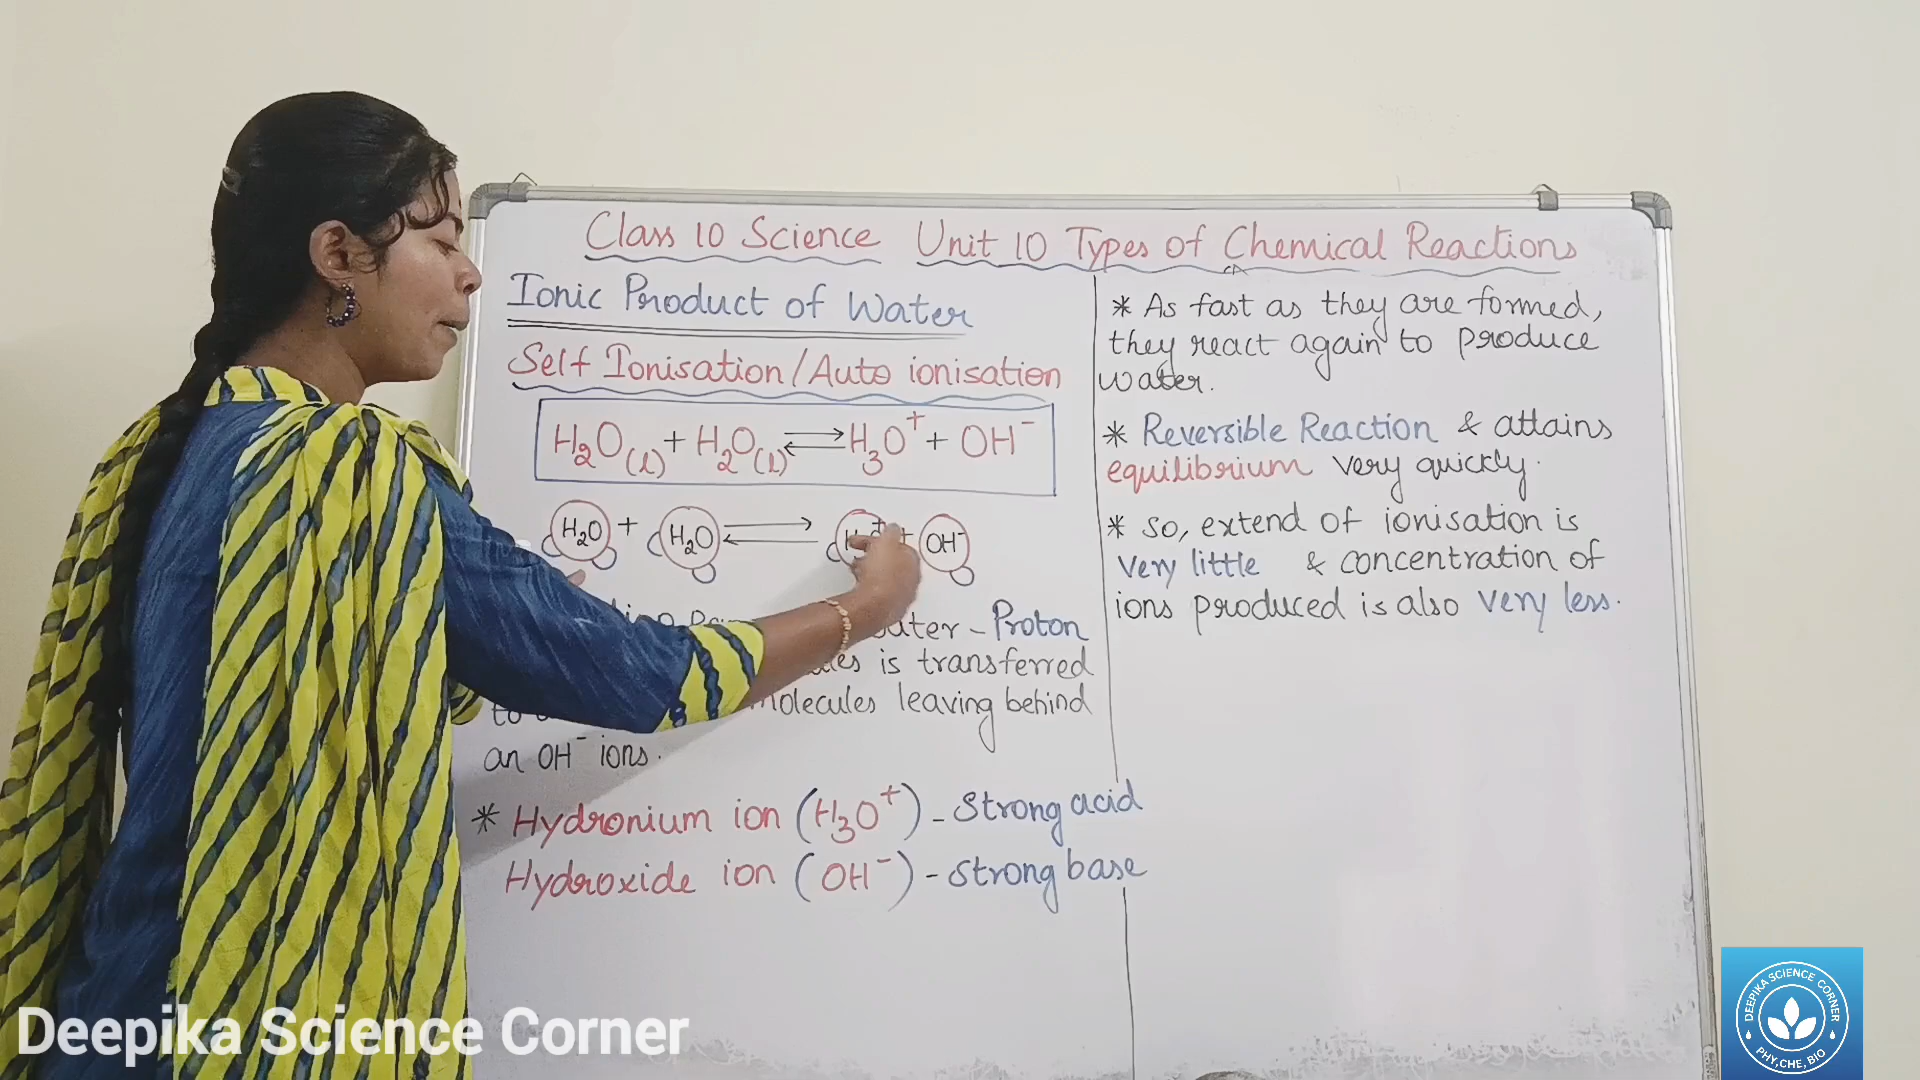 Class 10 Science Unit 10 Types of Chemical Reactions
Ionic Product of Water
Self Ionisation / Auto ionisation
H₂O(l) + H₂O(l) ⇌ H₃O⁺ + OH⁻
H₂O + H₂O ⇌ + + OH⁻
water - Proton
is transferred
molecules leaving behind
an OH⁻ ions.
* Hydronium ion (H₃O⁺) - Strong acid
Hydroxide ion (OH⁻) - Strong base
* As fast as they are formed,
they react again to produce
water.
* Reversible Reaction & attains
equilibrium very quickly.
* So, extend of ionisation is
very little & concentration of
ions produced is also very less.
Deepika Science Corner
DEEPIKA SCIENCE CORNER
PHY,CHE,BIO